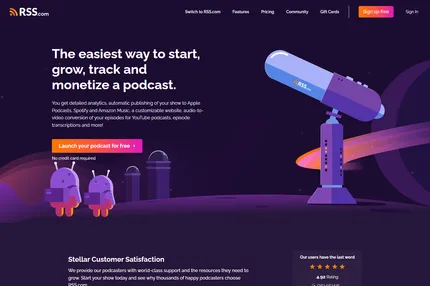 RSS.com
Switch to RSS.com Features Pricing Community Gift Cards Sign up free Sign In
The easiest way to start,
grow, track and
monetize a podcast.
You get detailed analytics, automatic publishing of your show to Apple
Podcasts, Spotify and Amazon Music, a customizable website, audio-to-
video conversion of your episodes for YouTube podcasts, episode
transcriptions and more!
Launch your podcast for free
No credit card required
RSS.com
Stellar Customer Satisfaction
We provide our podcasters with world-class support and the resources they need to
grow. Start your show today and see why thousands of happy podcasters choose
RSS.com
Our users have the last word
4.90 Rating